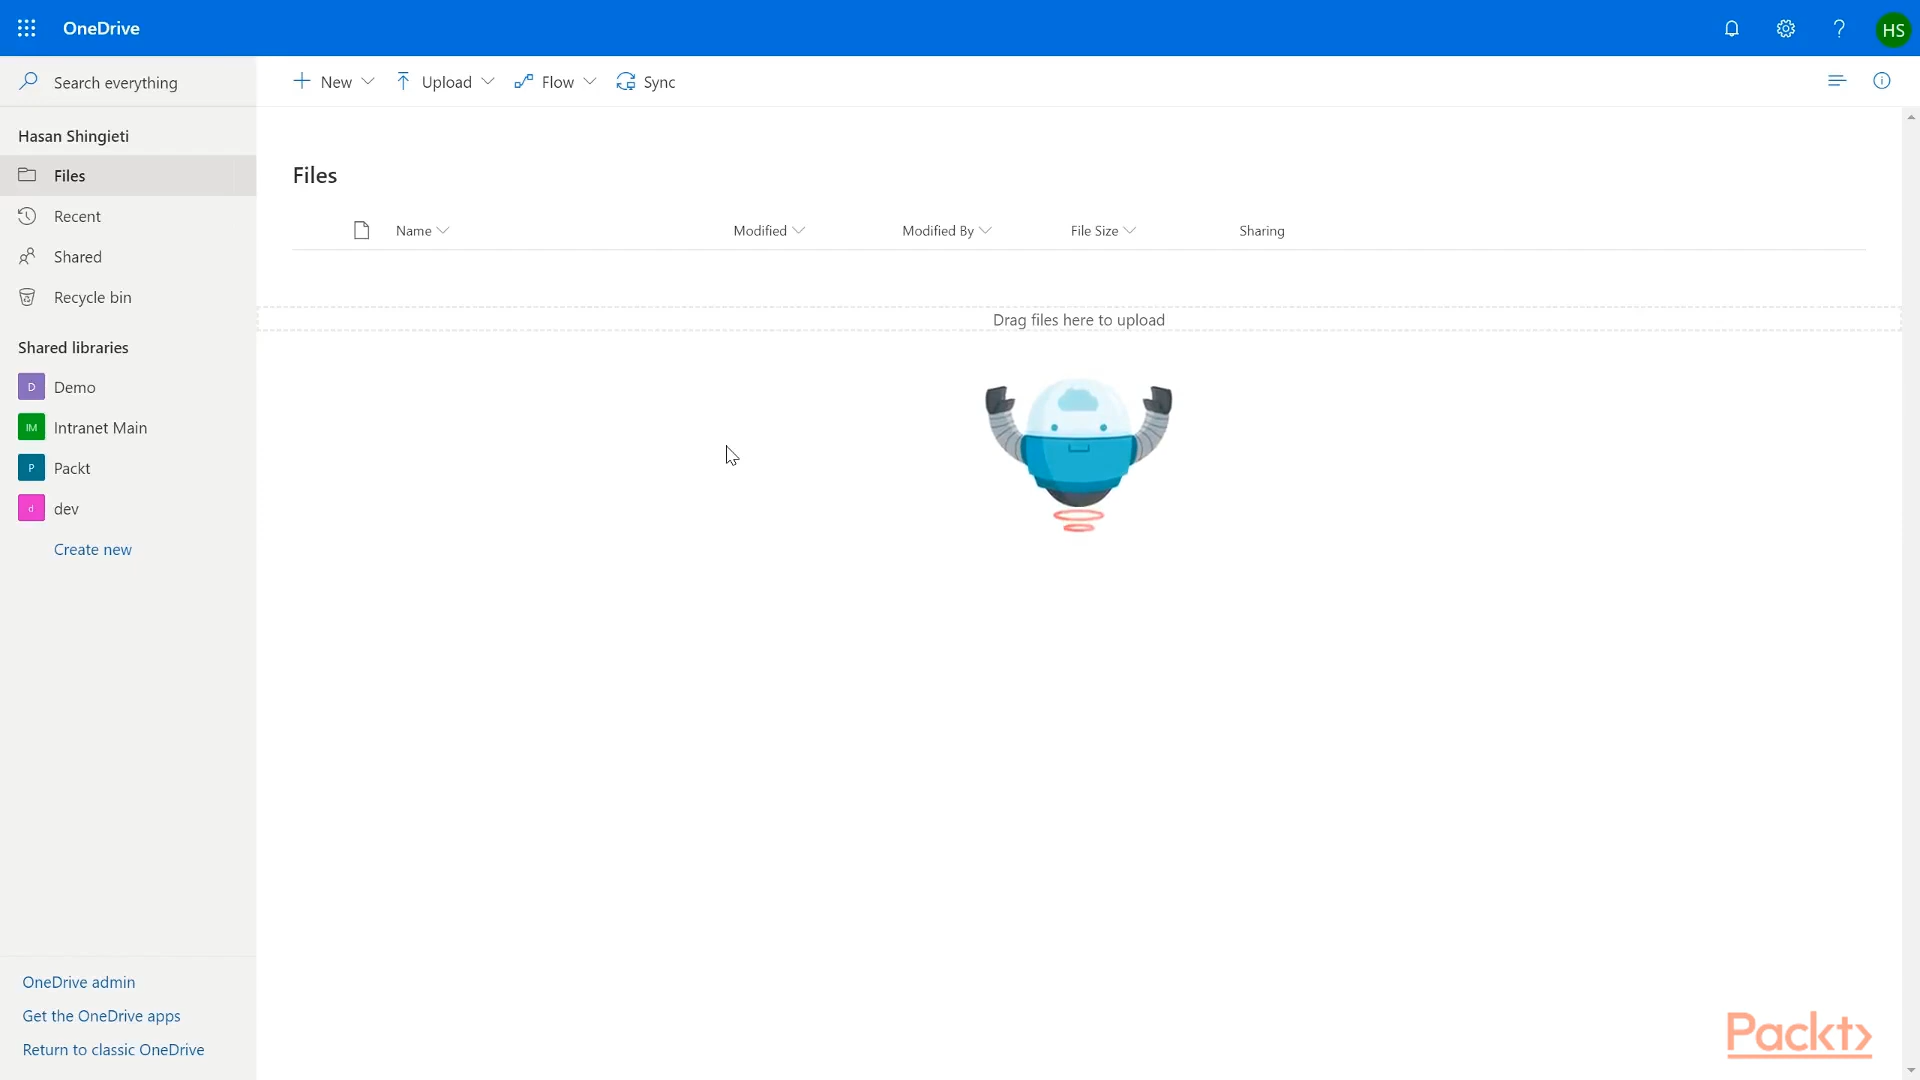 OneDrive
HS
Search everything
New
Upload
Flow
Sync
Hasan Shingieti
Files
Recent
Shared
Recycle bin
Shared libraries
D
Demo
IM
Intranet Main
P
Packt
d
dev
Create new
OneDrive admin
Get the OneDrive apps
Return to classic OneDrive
Files
Name
Modified
Modified By
File Size
Sharing
Drag files here to upload
Packt>